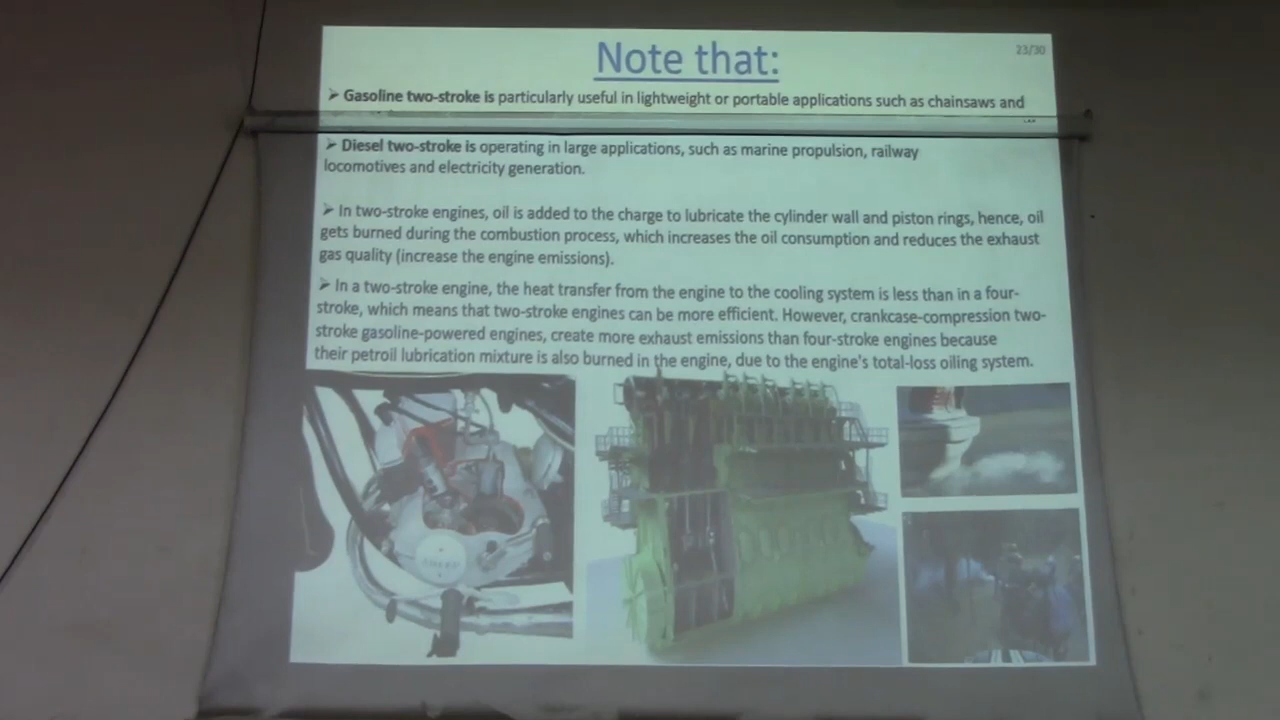 Note that:
23/30
➢ Gasoline two-stroke is particularly useful in lightweight or portable applications such as chainsaws and
➢ Diesel two-stroke is operating in large applications, such as marine propulsion, railway
locomotives and electricity generation.
➢ In two-stroke engines, oil is added to the charge to lubricate the cylinder wall and piston rings, hence, oil
gets burned during the combustion process, which increases the oil consumption and reduces the exhaust
gas quality (increase the engine emissions).
➢ In a two-stroke engine, the heat transfer from the engine to the cooling system is less than in a four-
stroke, which means that two-stroke engines can be more efficient. However, crankcase-compression two-
stroke gasoline-powered engines, create more exhaust emissions than four-stroke engines because
their petroil lubrication mixture is also burned in the engine, due to the engine's total-loss oiling system.